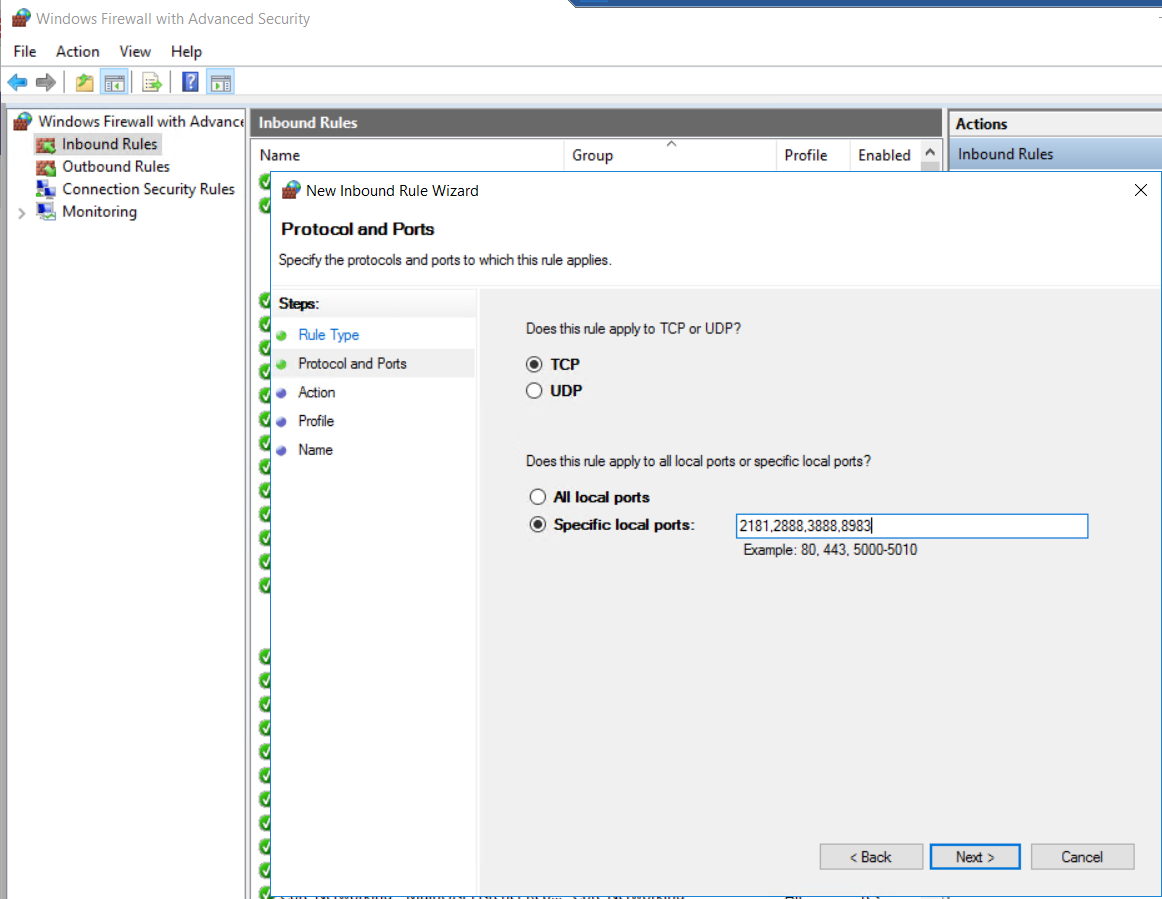 Windows Firewall with Advanced Security
File Action View Help
Windows Firewall with Advance
Inbound Rules
Outbound Rules
Connection Security Rules
Monitoring
Inbound Rules
Name Group Profile Enabled
Actions
Inbound Rules
New Inbound Rule Wizard
Protocol and Ports
Specify the protocols and ports to which this rule applies.
Steps:
Rule Type
Protocol and Ports
Action
Profile
Name
Does this rule apply to TCP or UDP?
TCP
UDP
Does this rule apply to all local ports or specific local ports?
All local ports
Specific local ports: 2181,2888,3888,8983
Example: 80, 443, 5000-5010
< Back Next > Cancel